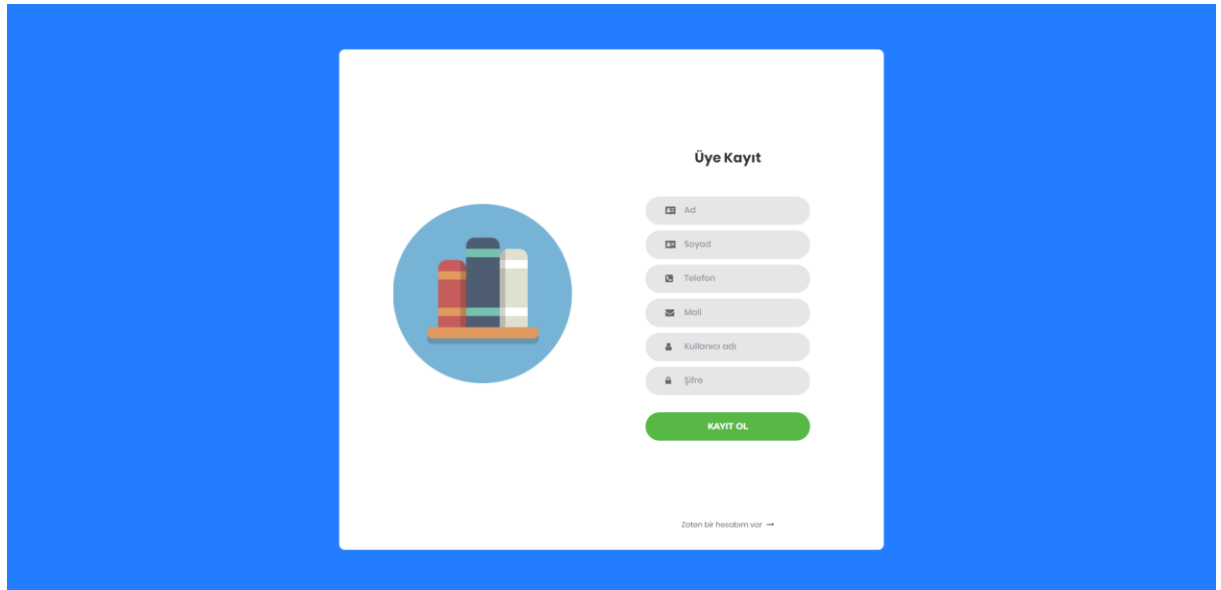 Üye Kayıt
Ad
Soyad
Telefon
Mail
Kullanıcı adı
Şifre
KAYIT OL
Zaten bir hesabım var →